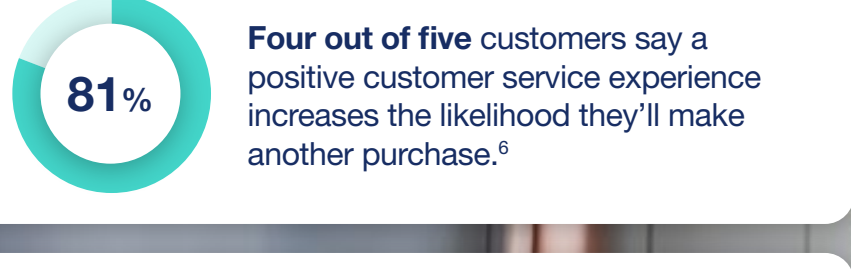 81%
Four out of five customers say a
positive customer service experience
increases the likelihood they’ll make
another purchase.6